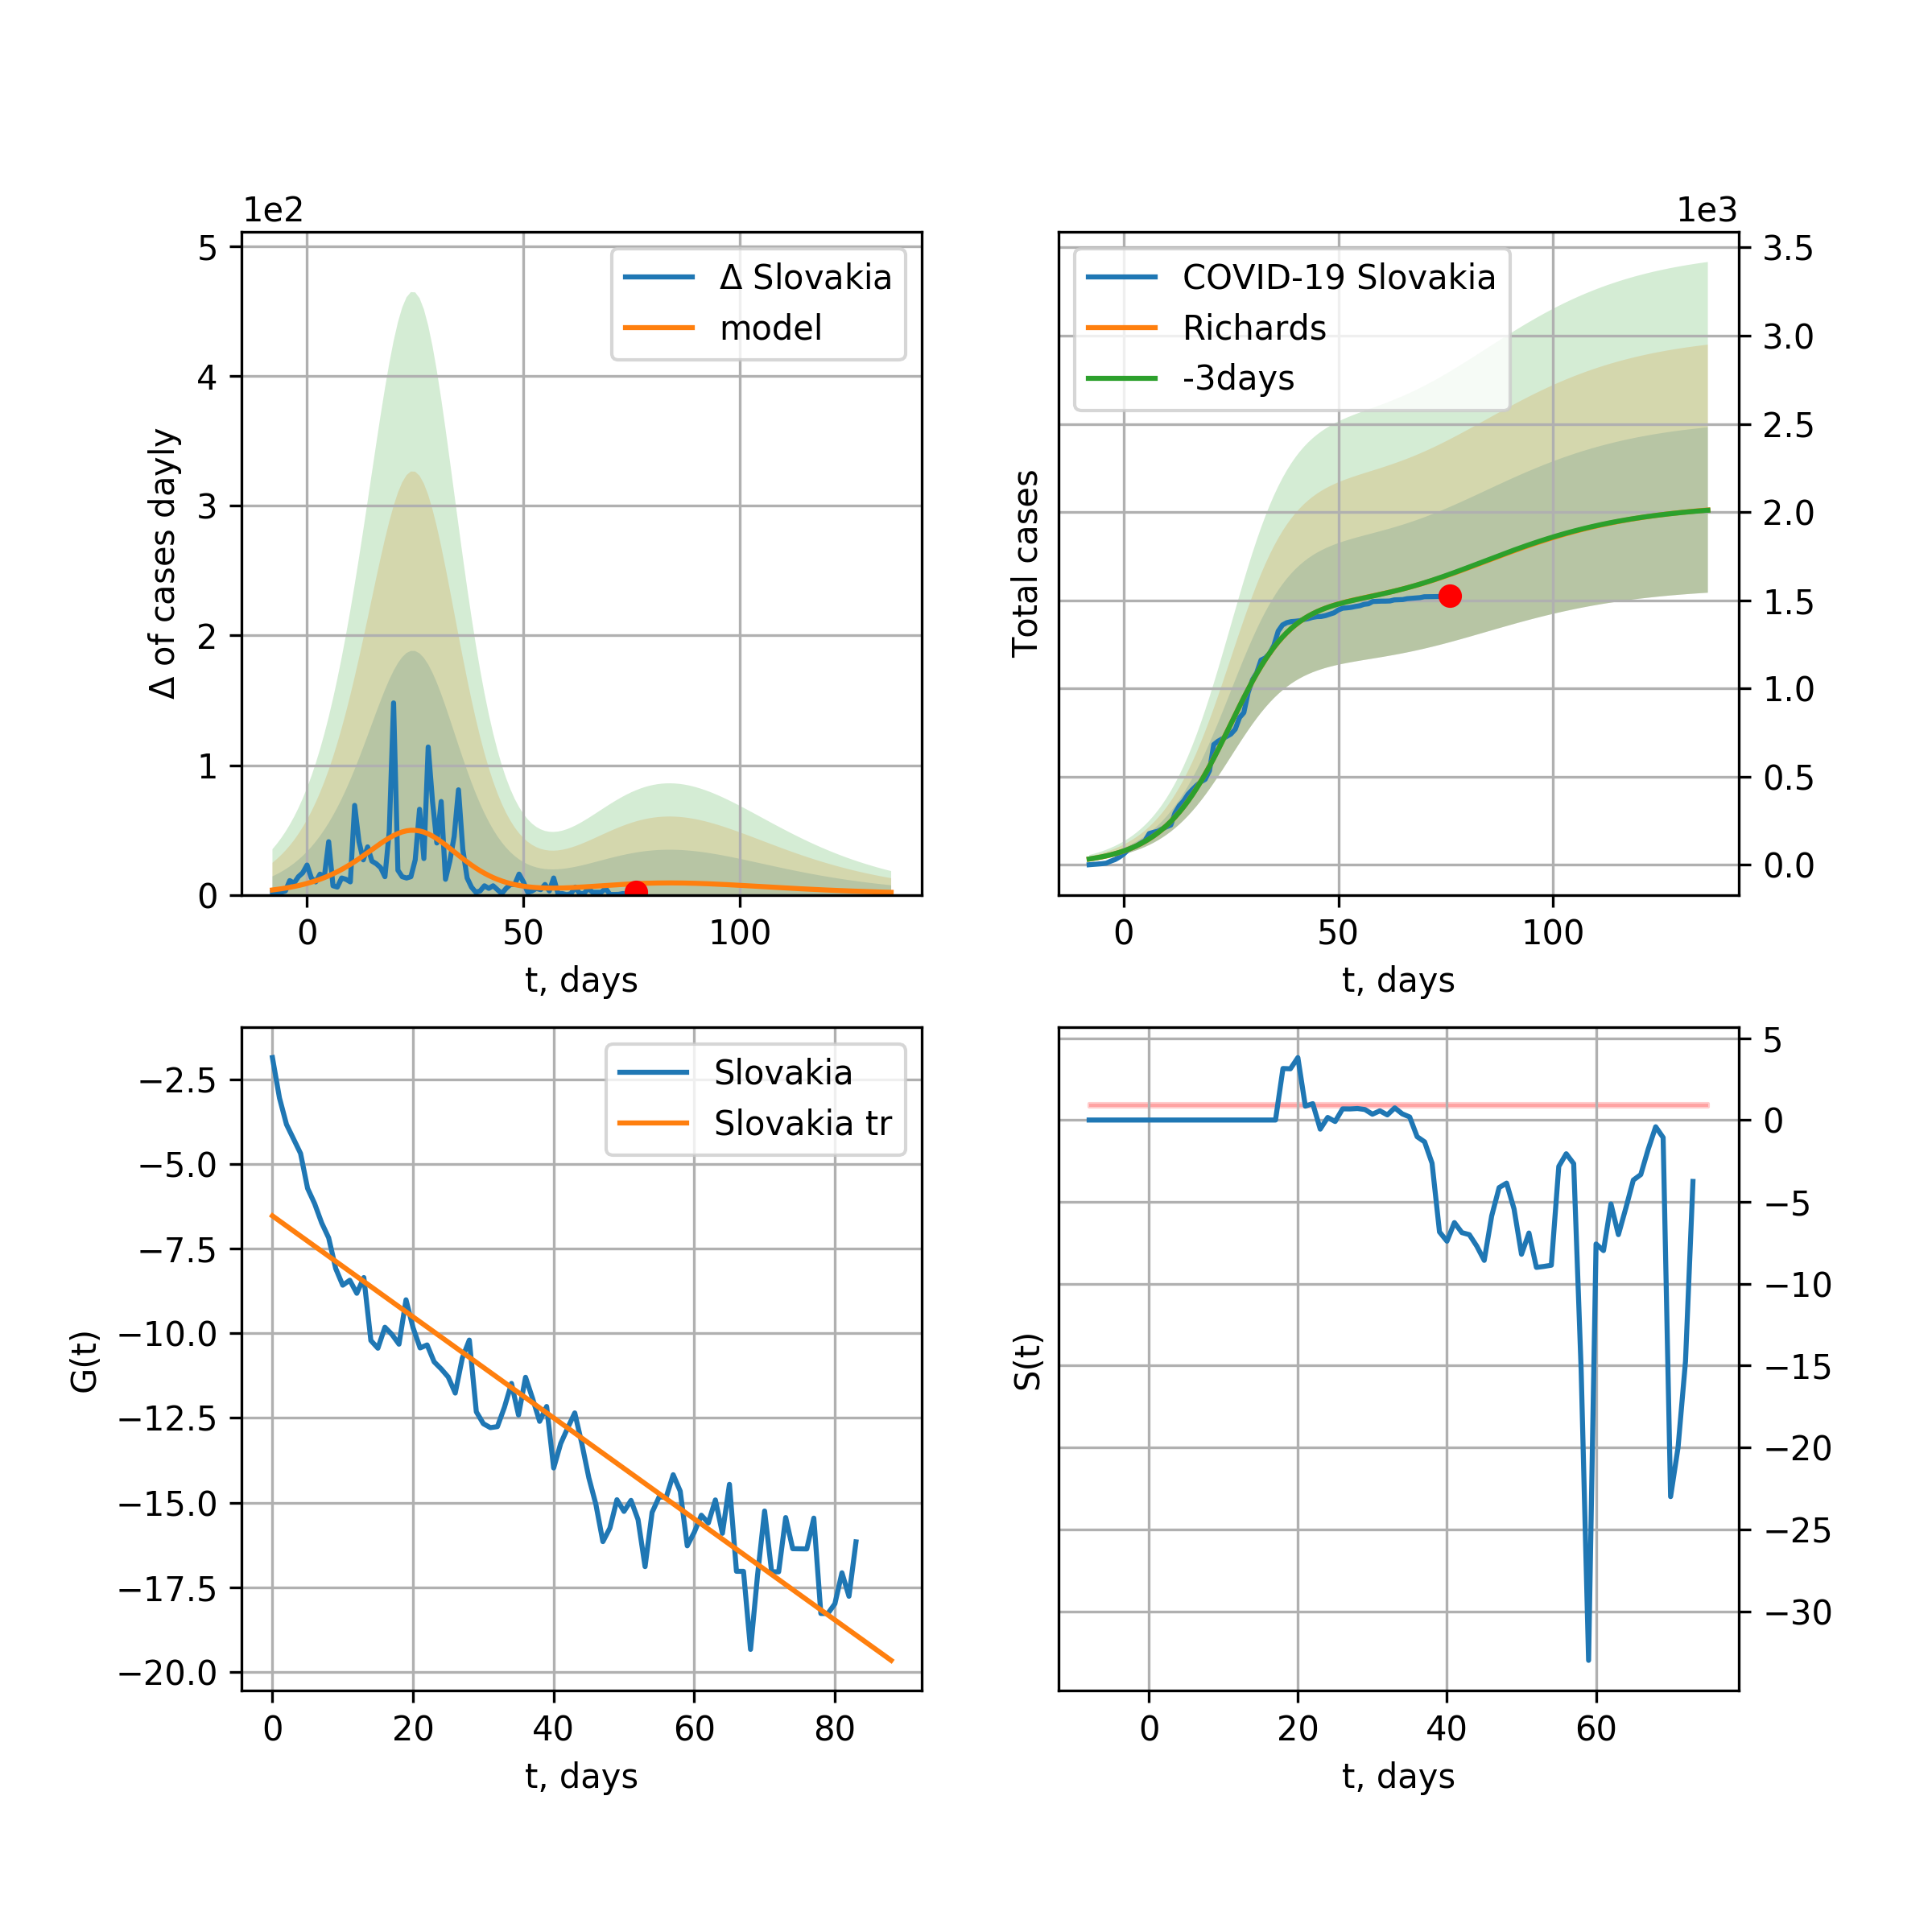 1e2
5
4
3
2
1
0
Δ of cases dayly
Δ Slovakia
model
0 50 100
t, days
1e3
COVID-19 Slovakia
Richards
-3days
Total cases
3.5
3.0
2.5
2.0
1.5
1.0
0.5
0.0
0 50 100
t, days
−2.5
−5.0
−7.5
−10.0
−12.5
−15.0
−17.5
−20.0
G(t)
Slovakia
Slovakia tr
0 20 40 60 80
t, days
S(t)
5
0
−5
−10
−15
−20
−25
−30
0 20 40 60
t, days